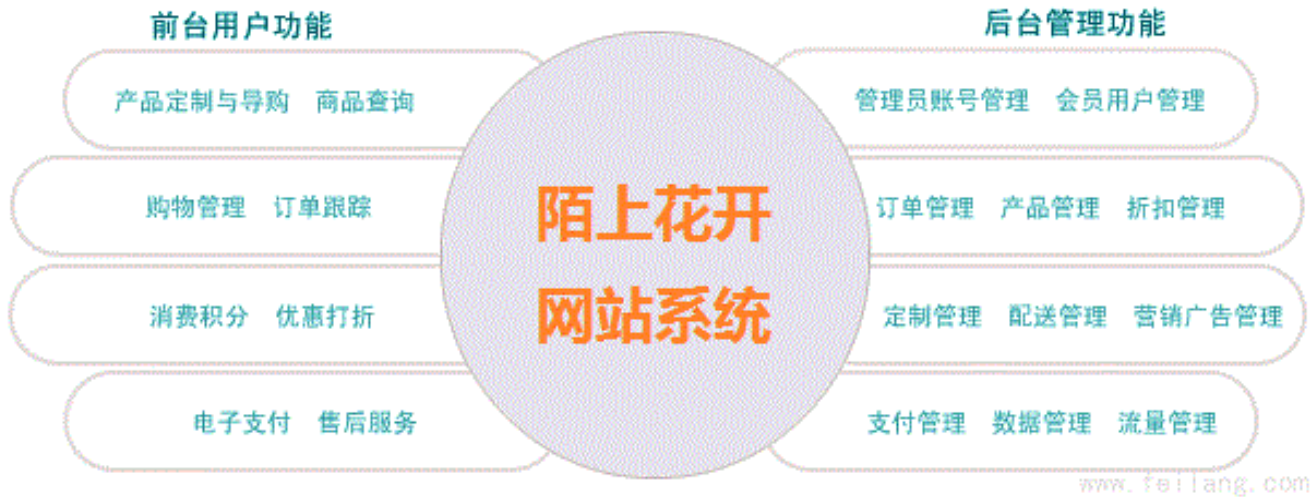 前台用户功能
后台管理功能
产品定制与导购 商品查询
管理员账号管理 会员用户管理
购物管理 订单跟踪
陌上花开
订单管理 产品管理 折扣管理
消费积分 优惠打折
网站系统
定制管理 配送管理 营销广告管理
电子支付 售后服务
支付管理 数据管理 流量管理
www.feilang.com